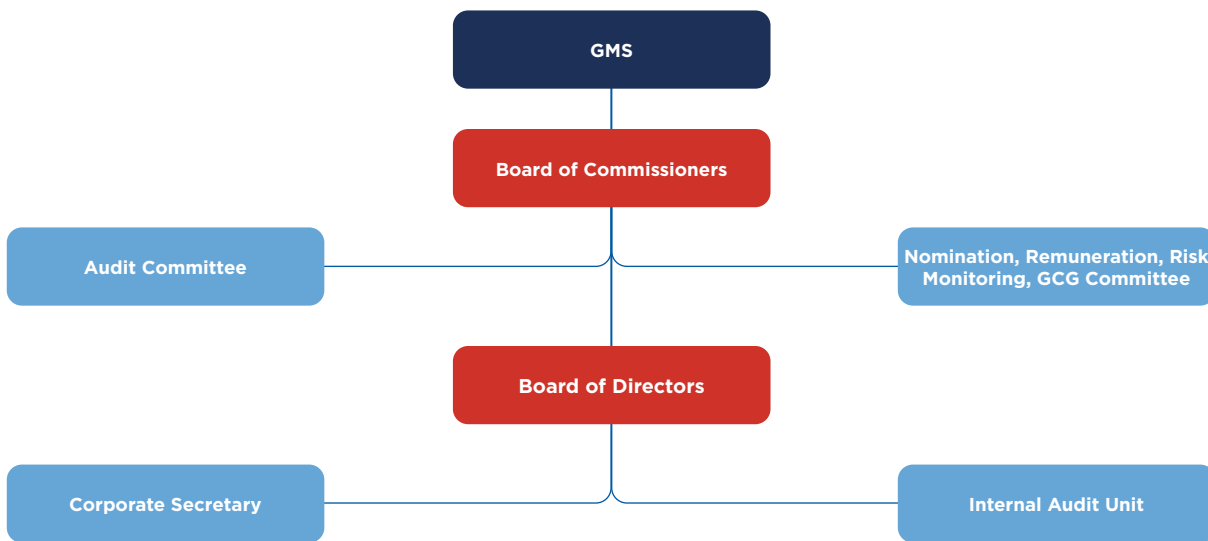 GMS
Board of Commissioners
Audit Committee
Nomination, Remuneration, Risk
Monitoring, GCG Committee
Board of Directors
Corporate Secretary
Internal Audit Unit